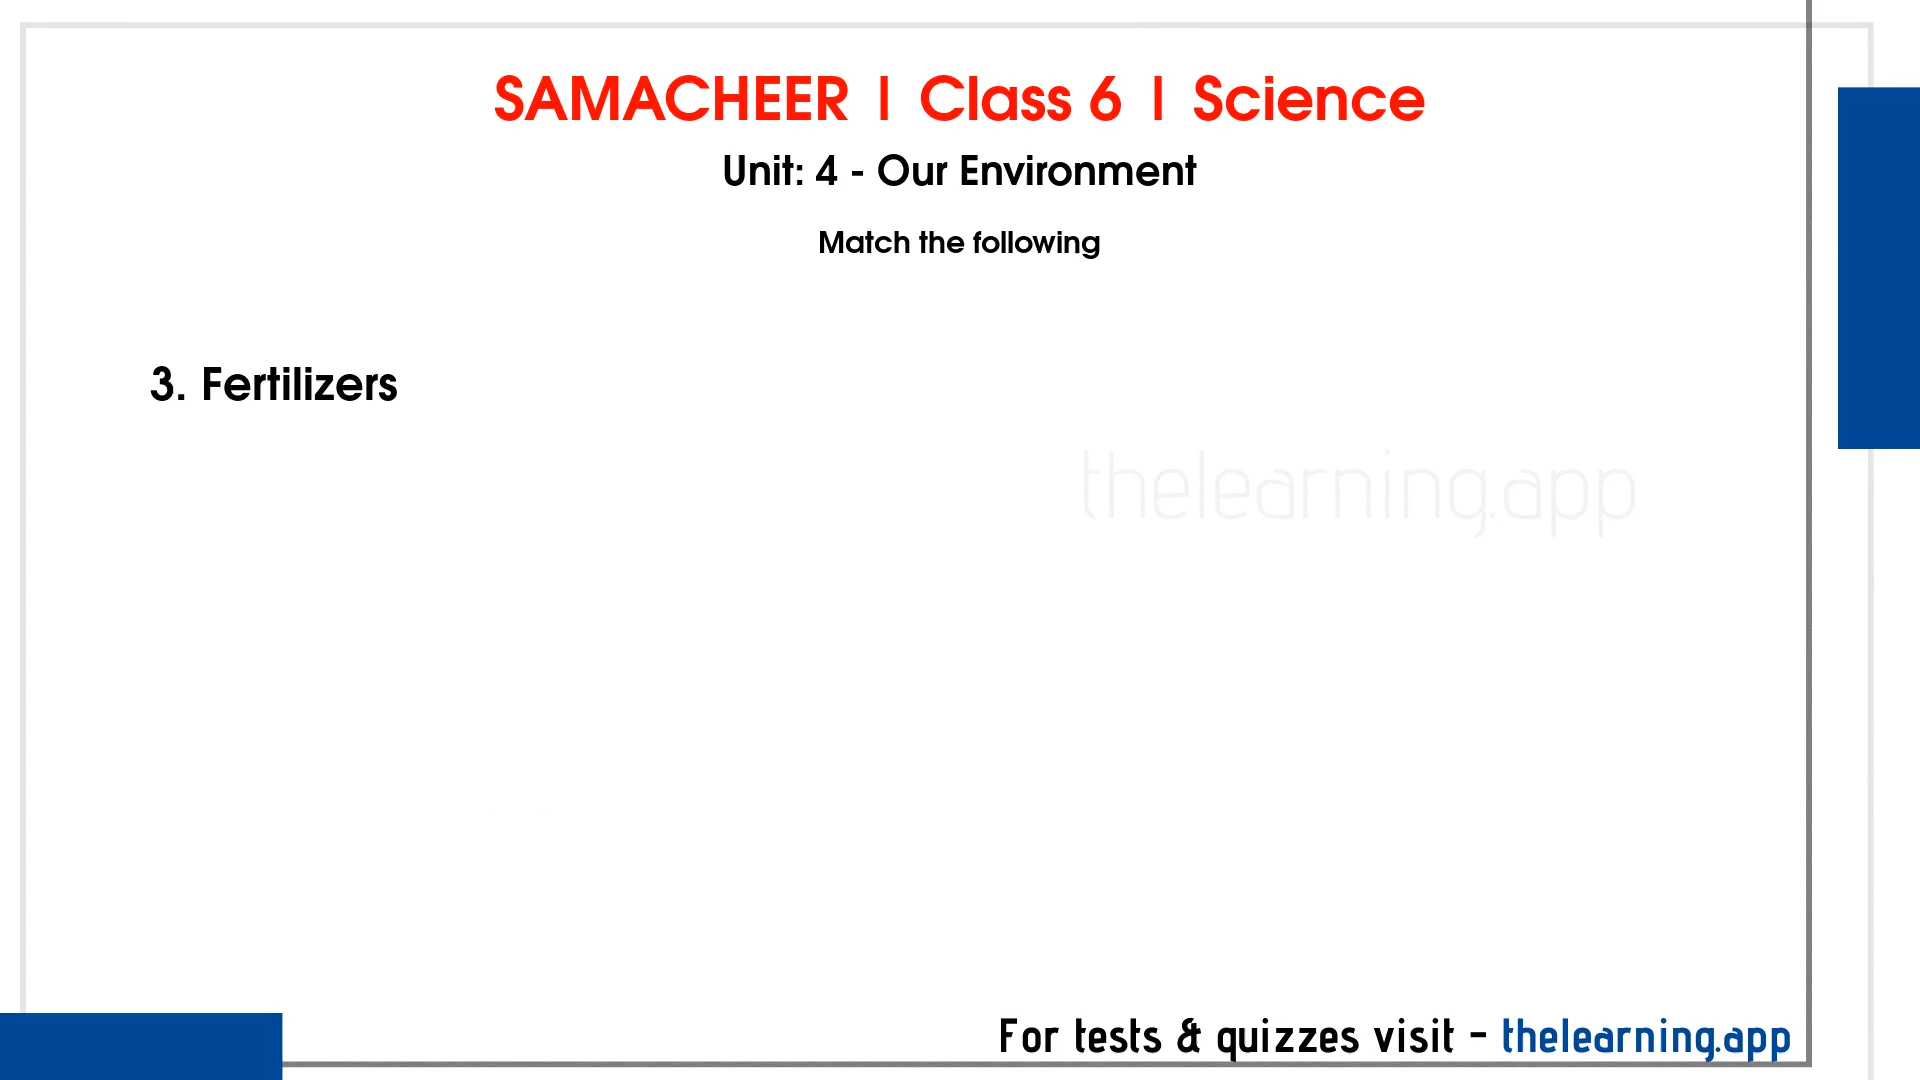 SAMACHEER | Class 6 | Science
Unit: 4 - Our Environment
Match the following
3. Fertilizers
thelearning.app
For tests & quizzes visit - thelearning.app